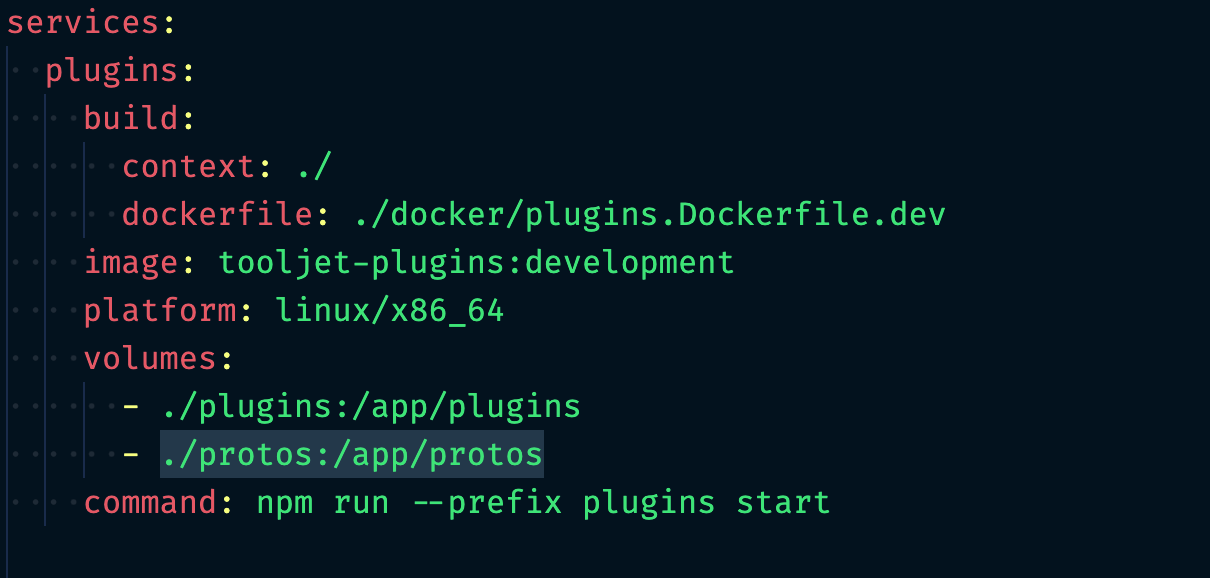 services:
  plugins:
    build:
      context: ./
      dockerfile: ./docker/plugins.Dockerfile.dev
    image: tooljet-plugins:development
    platform: linux/x86_64
    volumes:
      - ./plugins:/app/plugins
      - ./protos:/app/protos
    command: npm run --prefix plugins start